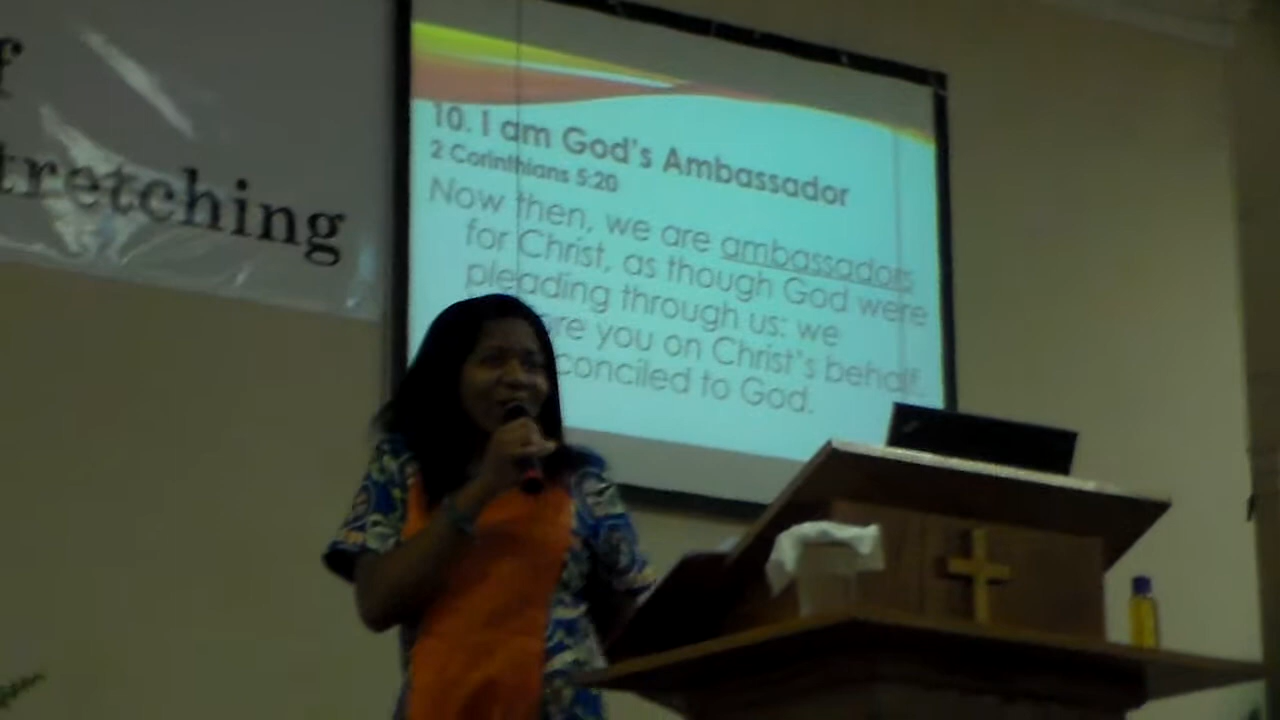 f
tretching
10. I am God's Ambassador
2 Corinthians 5:20
Now then, we are ambassadors
for Christ, as though God were
pleading through us: we
re you on Christ's behalf,
conciled to God.